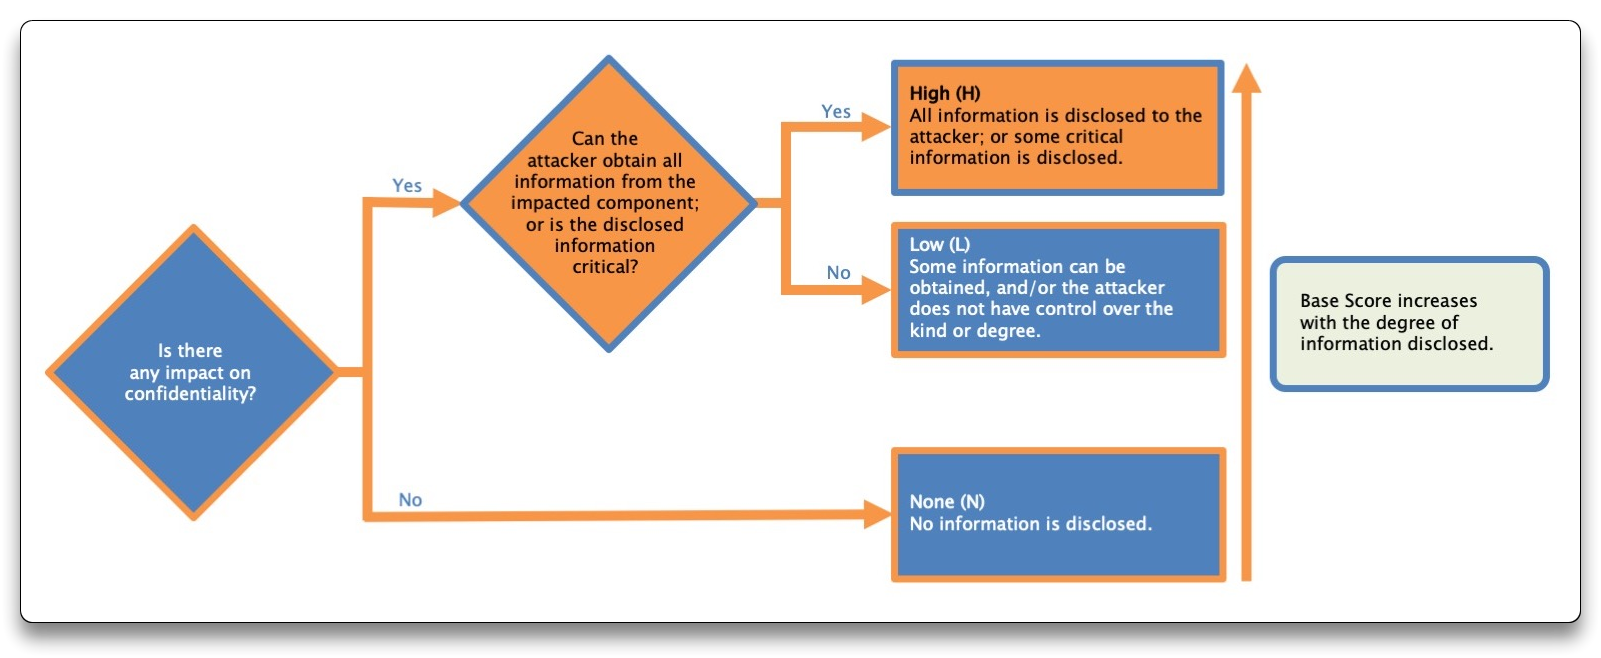 Is there
any impact on
confidentiality?
Yes
No
Can the
attacker obtain all
information from the
impacted component;
or is the disclosed
information
critical?
Yes
No
High (H)
All information is disclosed to the
attacker; or some critical
information is disclosed.
Low (L)
Some information can be
obtained, and/or the attacker
does not have control over the
kind or degree.
None (N)
No information is disclosed.
Base Score increases
with the degree of
information disclosed.